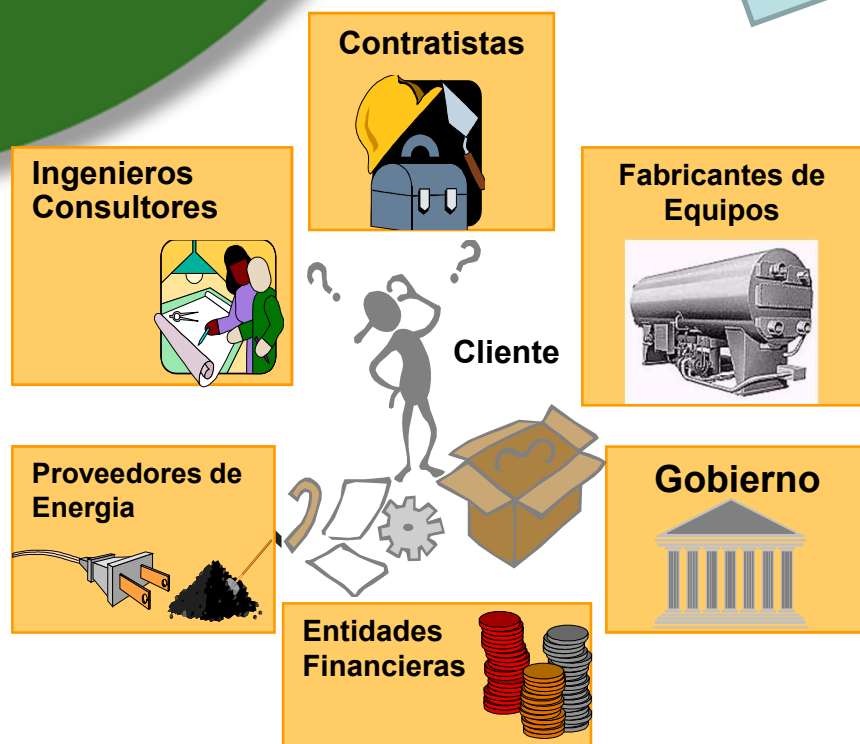 Contratistas
Ingenieros
Consultores
Fabricantes de
Equipos
Cliente
Proveedores de
Energia
Gobierno
Entidades
Financieras